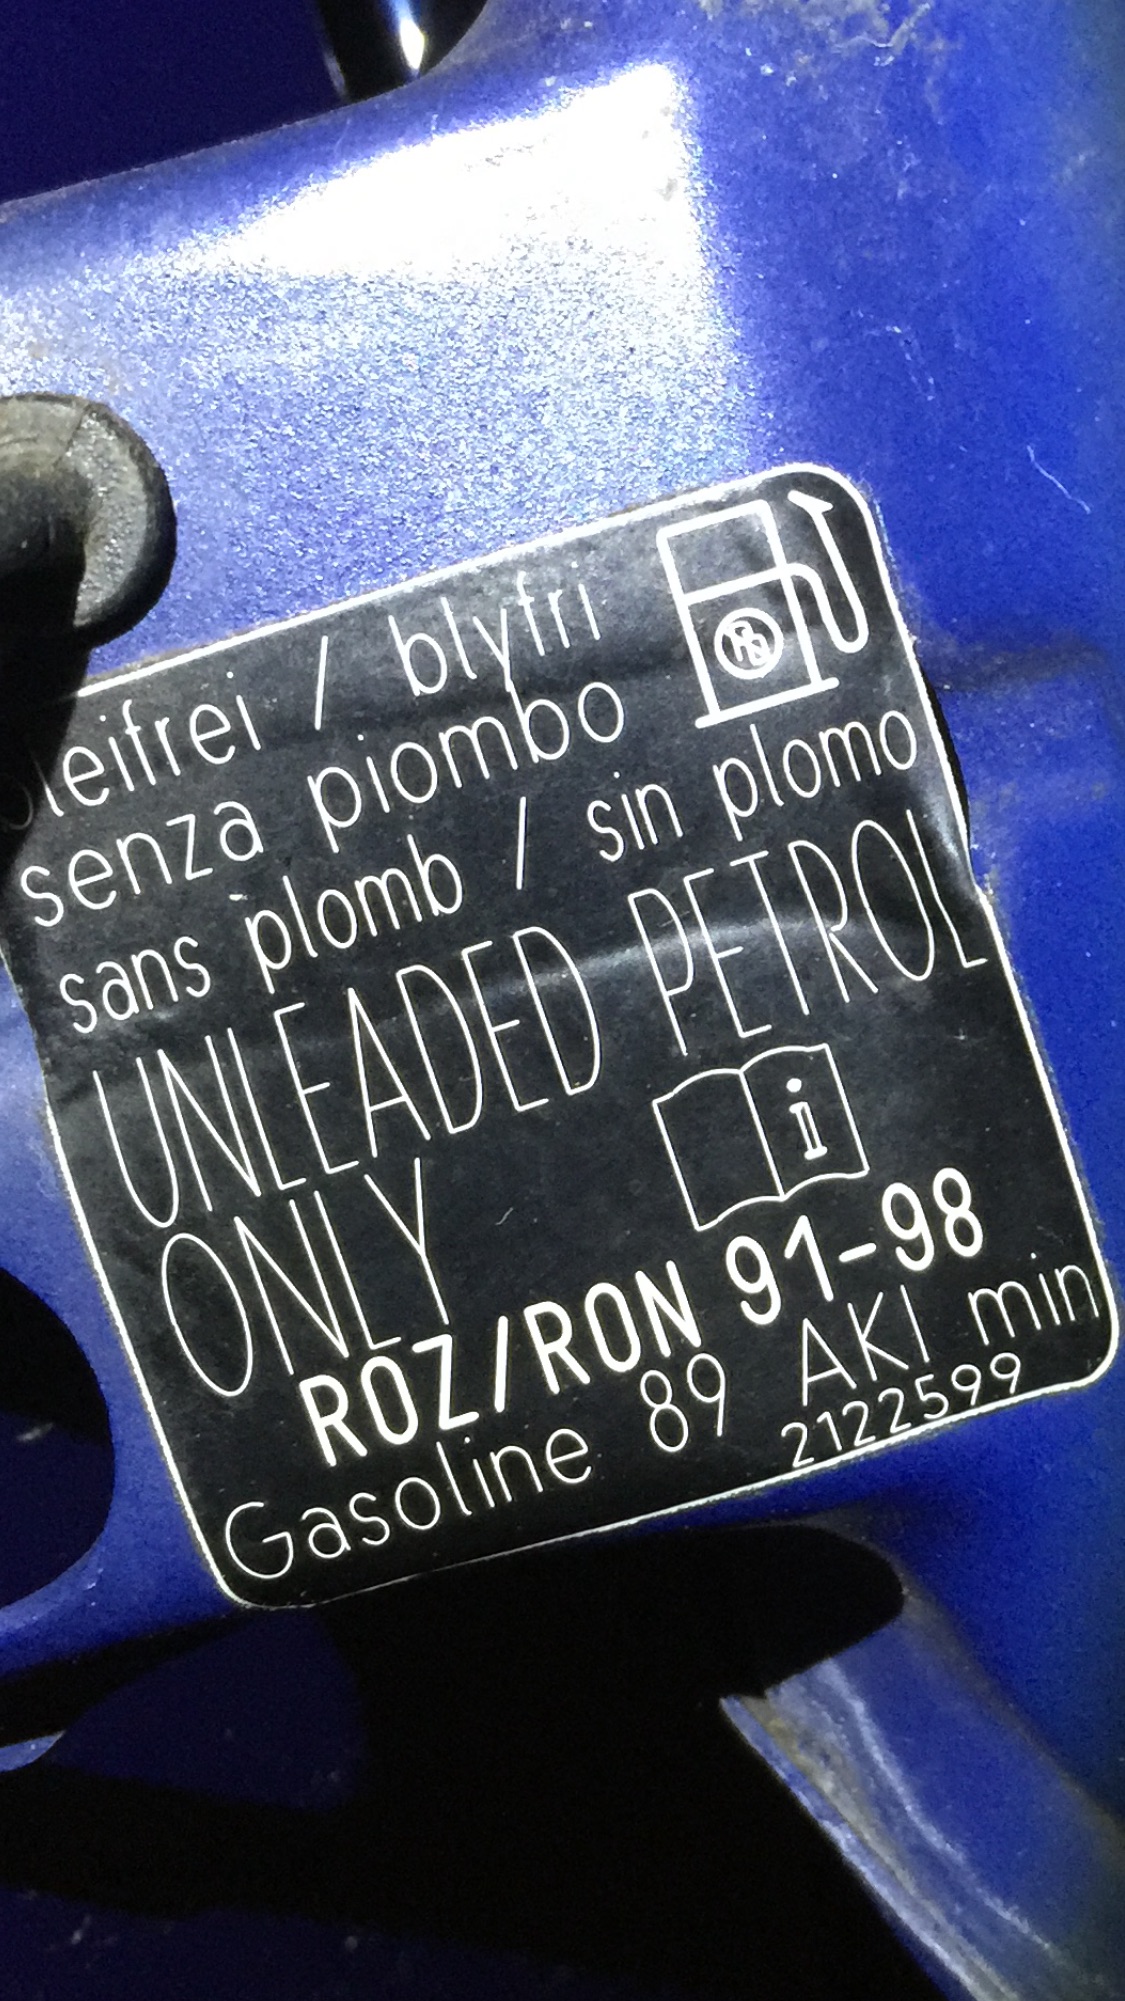 leifrei / blyfri
senza piombo
sans plomb / sin plomo
UNLEADED PETROL
ONLY
i
ROZ/RON 91-98
Gasoline 89 AKI min
2122599